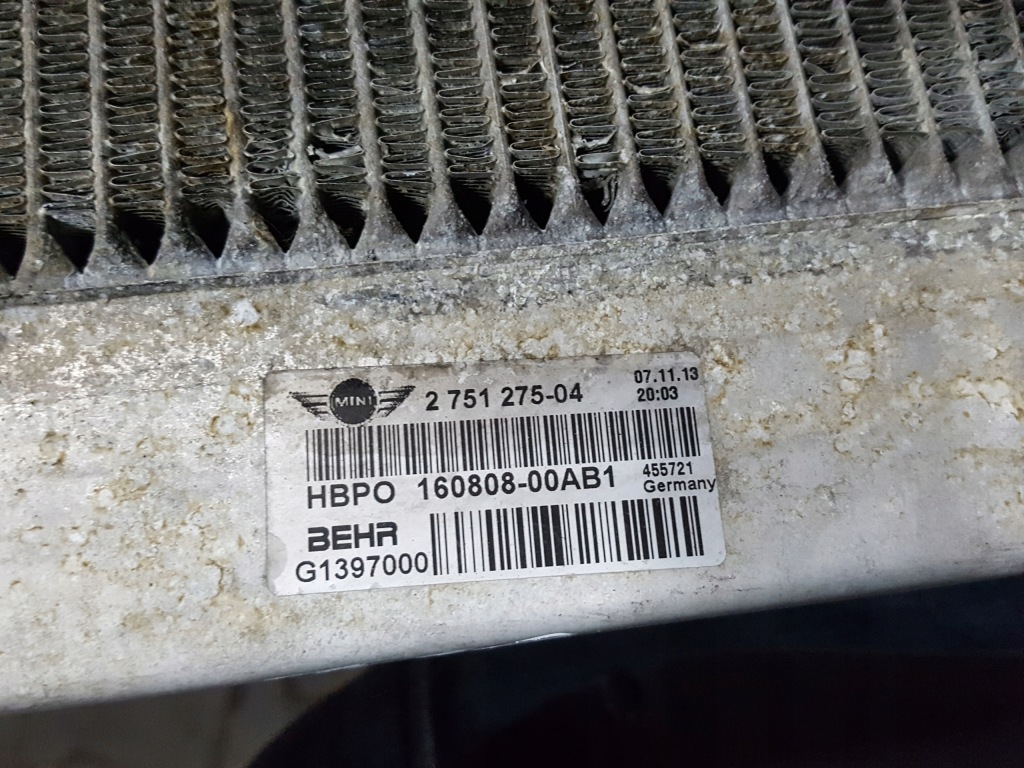 MINI 2 751 275-04 07.11.13
20:03
HBPO 160808-00AB1 455721
Germany
BEHR
G1397000